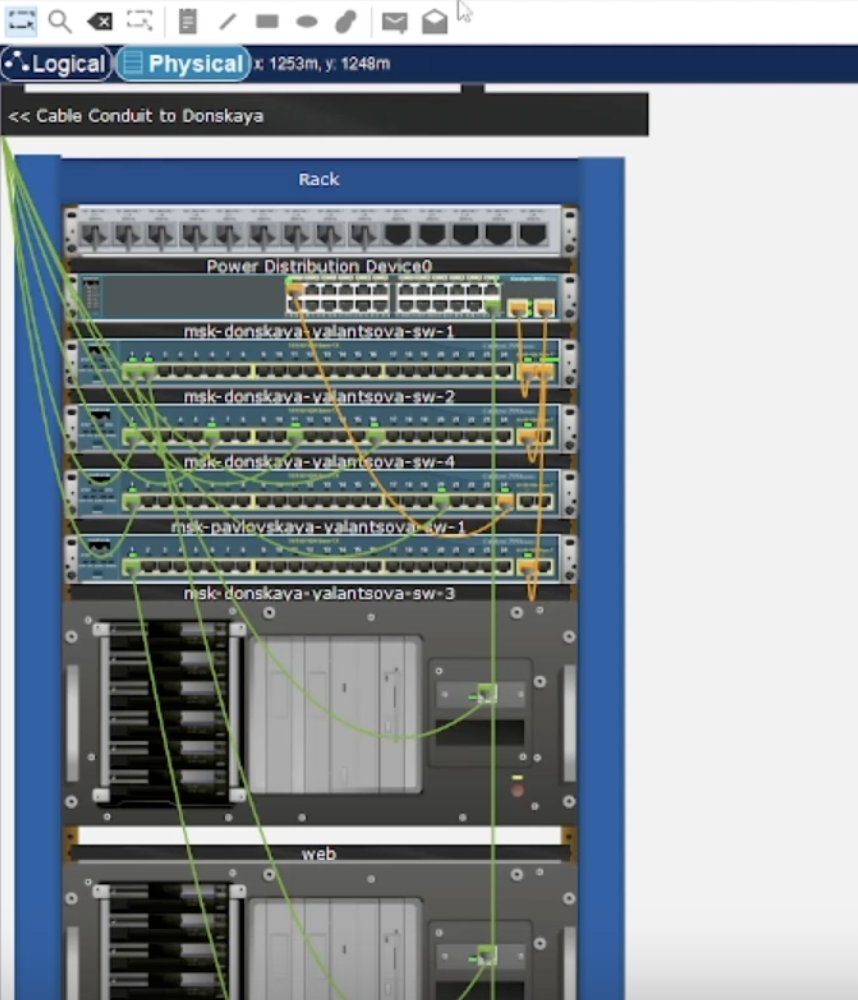 Logical
Physical
x: 1253m, y: 1248m
<< Cable Conduit to Donskaya
Rack
Power Distribution Device0
msk-donskaya-yalantsova-sw-1
msk-donskaya-yalantsova-sw-2
msk-donskaya-yalantsova-sw-4
msk-pavlovskaya-yalantsova-sw-1
msk-donskaya-yalantsova-sw-3
web